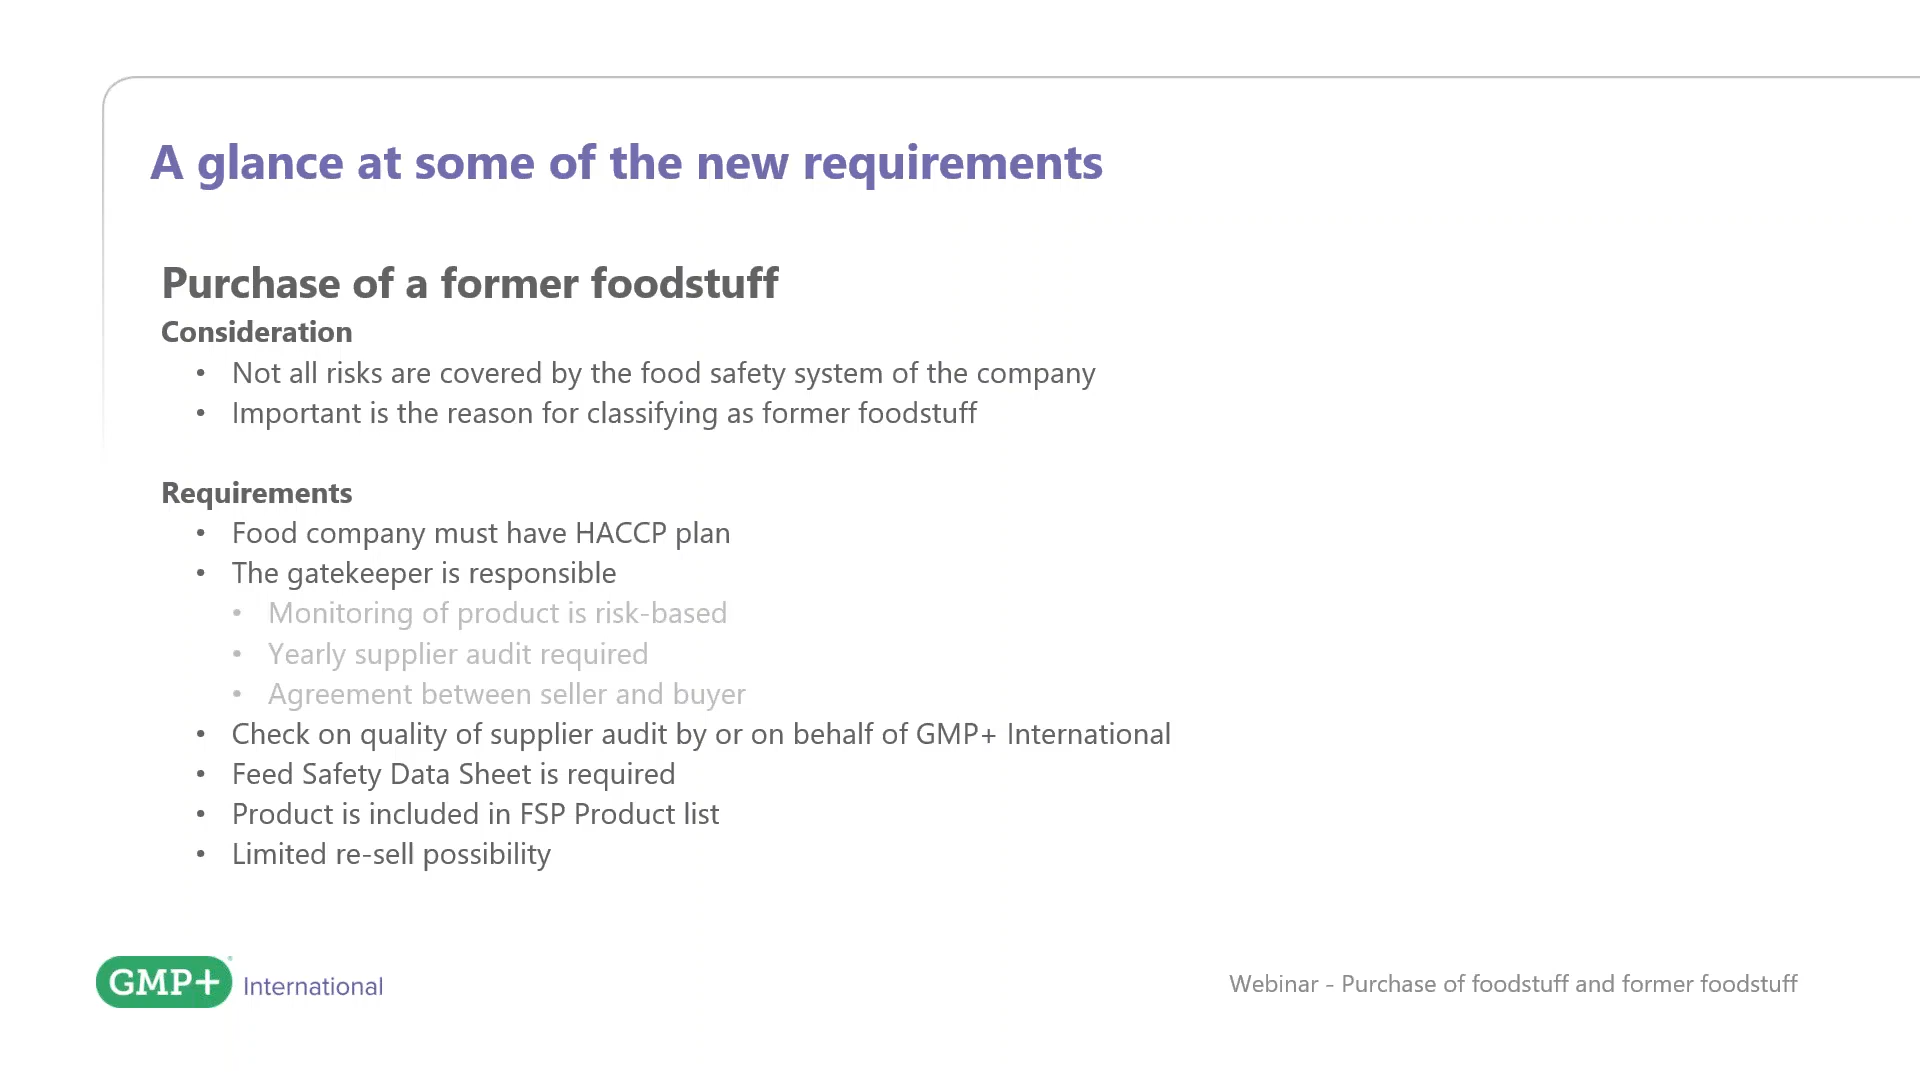 A glance at some of the new requirements
Purchase of a former foodstuff
Consideration
• Not all risks are covered by the food safety system of the company
• Important is the reason for classifying as former foodstuff
Requirements
• Food company must have HACCP plan
• The gatekeeper is responsible
• Monitoring of product is risk-based
• Yearly supplier audit required
• Agreement between seller and buyer
• Check on quality of supplier audit by or on behalf of GMP+ International
• Feed Safety Data Sheet is required
• Product is included in FSP Product list
• Limited re-sell possibility
GMP+ International
Webinar - Purchase of foodstuff and former foodstuff